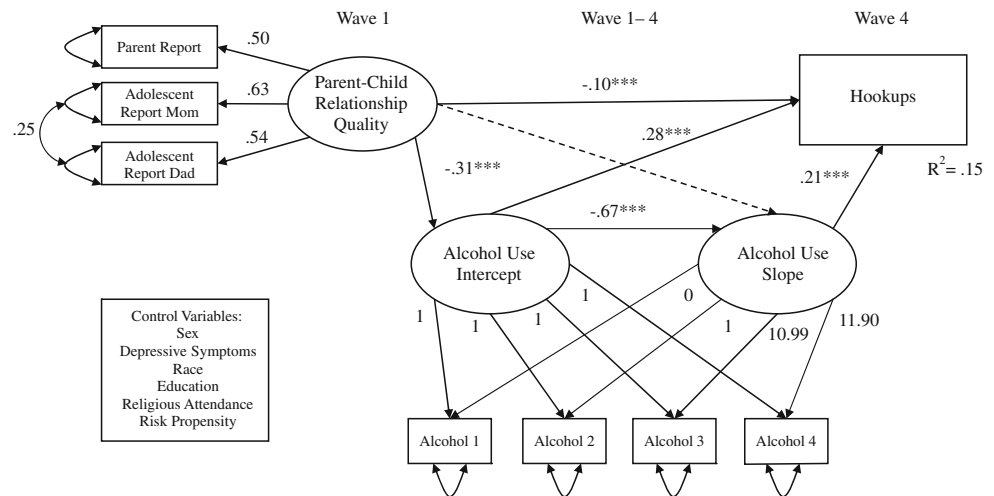 Wave 1
Wave 1– 4
Wave 4
Parent Report
.50
Adolescent
Report Mom
.63
.25
Adolescent
Report Dad
.54
Parent-Child
Relationship
Quality
-.10***
Hookups
.28***
-.31***
.21***
R²= .15
-.67***
Alcohol Use
Intercept
Alcohol Use
Slope
1
1
1
1
0
1
10.99
11.90
Control Variables:
Sex
Depressive Symptoms
Race
Education
Religious Attendance
Risk Propensity
Alcohol 1
Alcohol 2
Alcohol 3
Alcohol 4